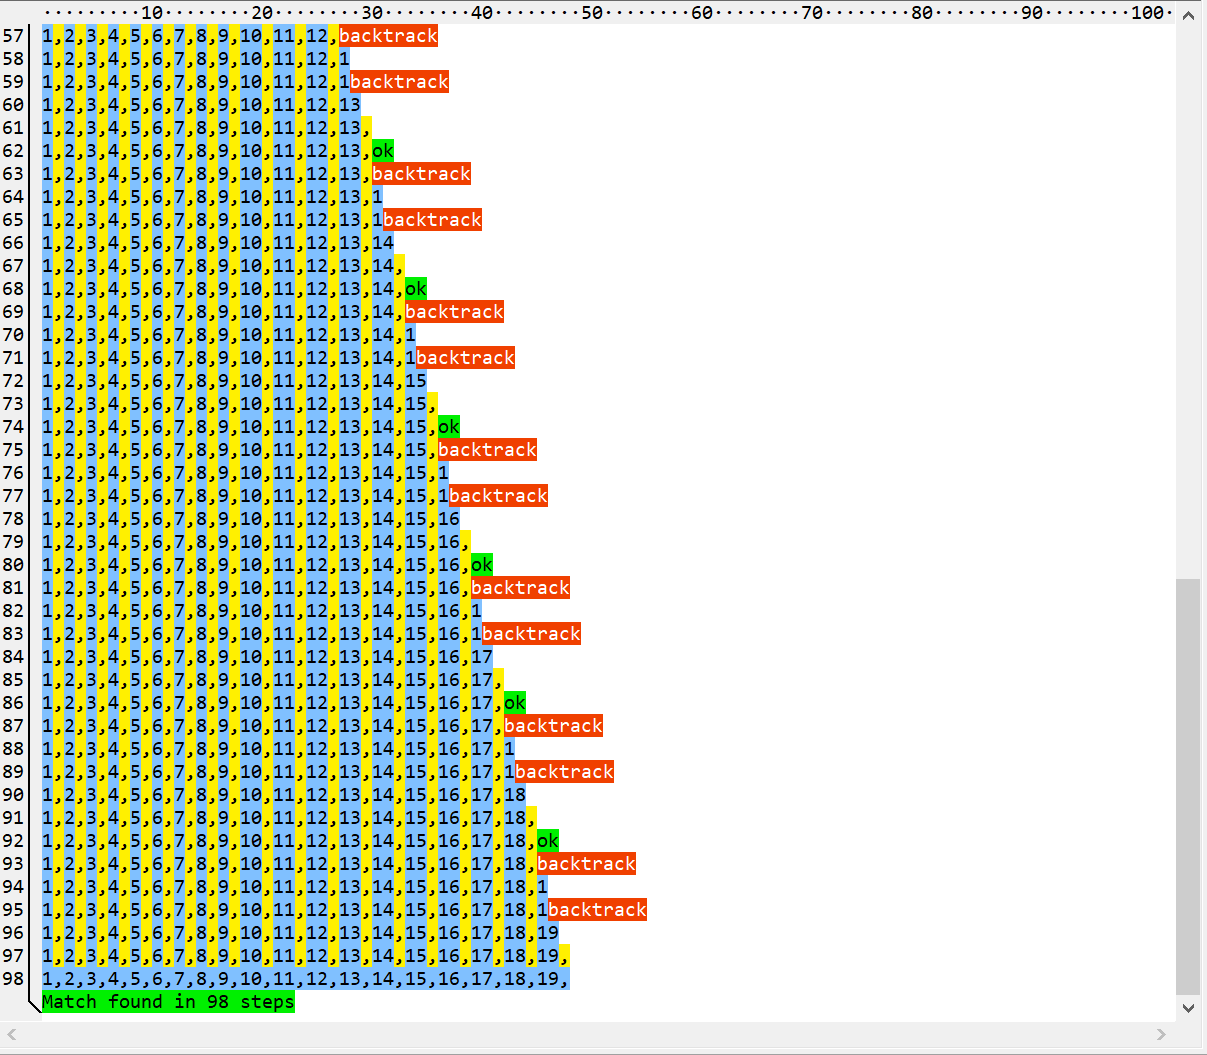 ·········10········20········30········40········50········60········70········80········90········100·
57 1,2,3,4,5,6,7,8,9,10,11,12,backtrack
58 1,2,3,4,5,6,7,8,9,10,11,12,1
59 1,2,3,4,5,6,7,8,9,10,11,12,1backtrack
60 1,2,3,4,5,6,7,8,9,10,11,12,13
61 1,2,3,4,5,6,7,8,9,10,11,12,13,
62 1,2,3,4,5,6,7,8,9,10,11,12,13,ok
63 1,2,3,4,5,6,7,8,9,10,11,12,13,backtrack
64 1,2,3,4,5,6,7,8,9,10,11,12,13,1
65 1,2,3,4,5,6,7,8,9,10,11,12,13,1backtrack
66 1,2,3,4,5,6,7,8,9,10,11,12,13,14
67 1,2,3,4,5,6,7,8,9,10,11,12,13,14,
68 1,2,3,4,5,6,7,8,9,10,11,12,13,14,ok
69 1,2,3,4,5,6,7,8,9,10,11,12,13,14,backtrack
70 1,2,3,4,5,6,7,8,9,10,11,12,13,14,1
71 1,2,3,4,5,6,7,8,9,10,11,12,13,14,1backtrack
72 1,2,3,4,5,6,7,8,9,10,11,12,13,14,15
73 1,2,3,4,5,6,7,8,9,10,11,12,13,14,15,
74 1,2,3,4,5,6,7,8,9,10,11,12,13,14,15,ok
75 1,2,3,4,5,6,7,8,9,10,11,12,13,14,15,backtrack
76 1,2,3,4,5,6,7,8,9,10,11,12,13,14,15,1
77 1,2,3,4,5,6,7,8,9,10,11,12,13,14,15,1backtrack
78 1,2,3,4,5,6,7,8,9,10,11,12,13,14,15,16
79 1,2,3,4,5,6,7,8,9,10,11,12,13,14,15,16,
80 1,2,3,4,5,6,7,8,9,10,11,12,13,14,15,16,ok
81 1,2,3,4,5,6,7,8,9,10,11,12,13,14,15,16,backtrack
82 1,2,3,4,5,6,7,8,9,10,11,12,13,14,15,16,1
83 1,2,3,4,5,6,7,8,9,10,11,12,13,14,15,16,1backtrack
84 1,2,3,4,5,6,7,8,9,10,11,12,13,14,15,16,17
85 1,2,3,4,5,6,7,8,9,10,11,12,13,14,15,16,17,
86 1,2,3,4,5,6,7,8,9,10,11,12,13,14,15,16,17,ok
87 1,2,3,4,5,6,7,8,9,10,11,12,13,14,15,16,17,backtrack
88 1,2,3,4,5,6,7,8,9,10,11,12,13,14,15,16,17,1
89 1,2,3,4,5,6,7,8,9,10,11,12,13,14,15,16,17,1backtrack
90 1,2,3,4,5,6,7,8,9,10,11,12,13,14,15,16,17,18
91 1,2,3,4,5,6,7,8,9,10,11,12,13,14,15,16,17,18,
92 1,2,3,4,5,6,7,8,9,10,11,12,13,14,15,16,17,18,ok
93 1,2,3,4,5,6,7,8,9,10,11,12,13,14,15,16,17,18,backtrack
94 1,2,3,4,5,6,7,8,9,10,11,12,13,14,15,16,17,18,1
95 1,2,3,4,5,6,7,8,9,10,11,12,13,14,15,16,17,18,1backtrack
96 1,2,3,4,5,6,7,8,9,10,11,12,13,14,15,16,17,18,19
97 1,2,3,4,5,6,7,8,9,10,11,12,13,14,15,16,17,18,19,
98 1,2,3,4,5,6,7,8,9,10,11,12,13,14,15,16,17,18,19,
Match found in 98 steps